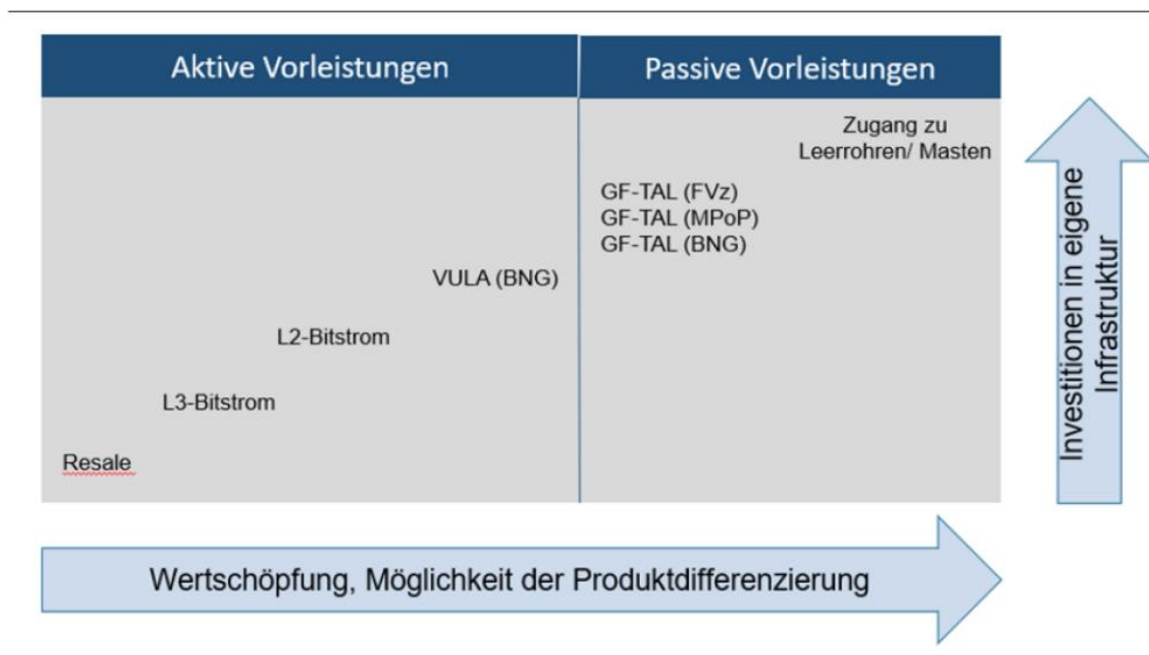 Aktive Vorleistungen
Passive Vorleistungen
Zugang zu
Leerrohren/ Masten
GF-TAL (FVz)
GF-TAL (MPoP)
GF-TAL (BNG)
VULA (BNG)
L2-Bitstrom
L3-Bitstrom
Resale
Investitionen in eigene
Infrastruktur
Wertschöpfung, Möglichkeit der Produktdifferenzierung